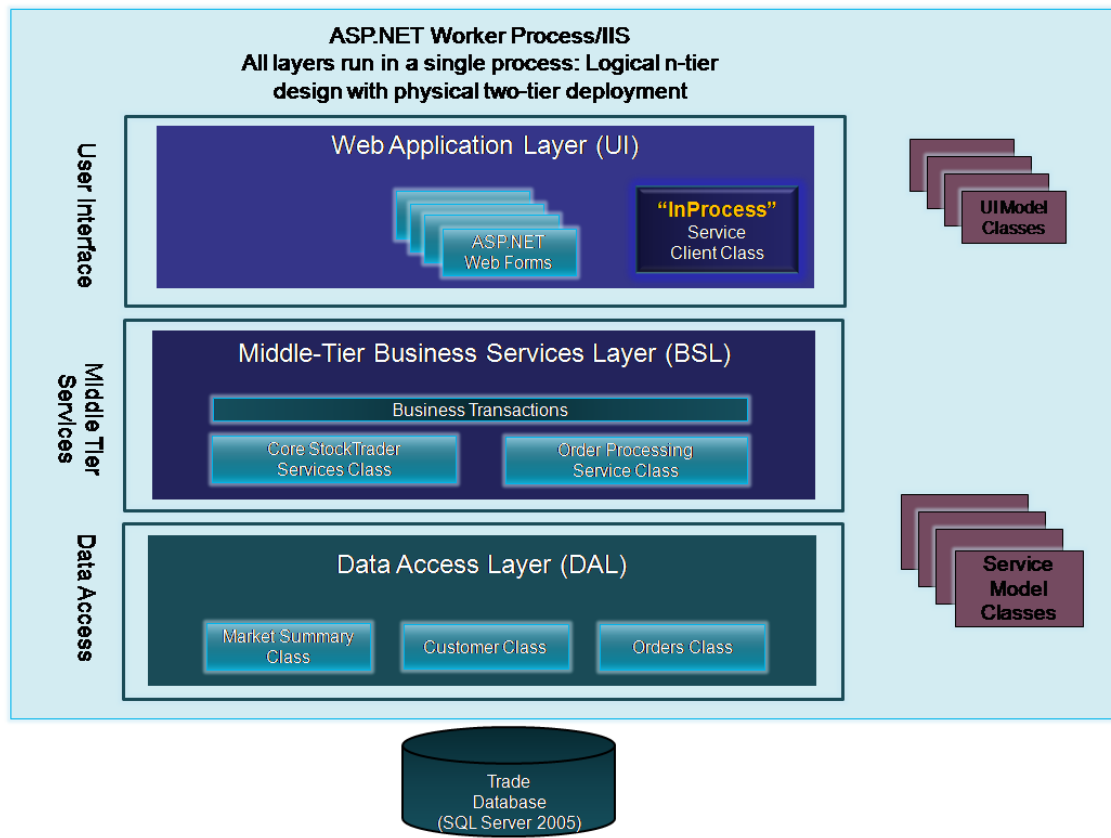 ASP.NET Worker Process/IIS
All layers run in a single process: Logical n-tier
design with physical two-tier deployment
User Interface
Web Application Layer (UI)
ASP.NET
Web Forms
“InProcess”
Service
Client Class
UI Model
Classes
Middle Tier
Services
Middle-Tier Business Services Layer (BSL)
Business Transactions
Core StockTrader
Services Class
Order Processing
Service Class
Data Access
Data Access Layer (DAL)
Market Summary
Class
Customer Class
Orders Class
Service
Model
Classes
Trade
Database
(SQL Server 2005)